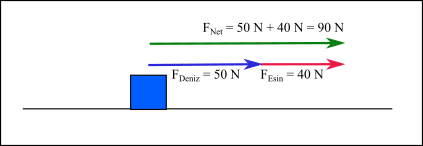 F_Net = 50 N + 40 N = 90 N
F_Deniz = 50 N F_Esin = 40 N